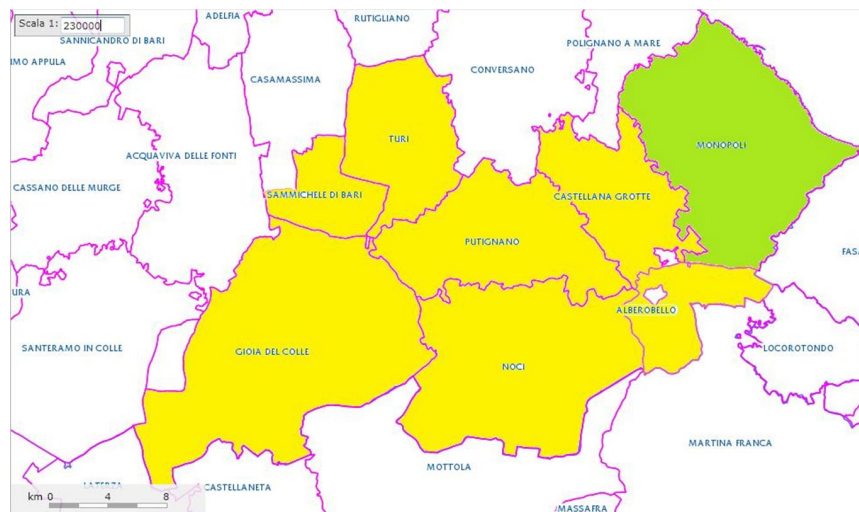 Scala 1: 230000
ADELFIA
RUTIGLIANO
SANNICANDRO DI BARI
POLIGNANO A MARE
IMO APPULA
CASAMASSIMA
CONVERSANO
TURI
MONOPOLI
ACQUAVIVA DELLE FONTI
CASSANO DELLE MURGE
SAMMICHELE DI BARI
CASTELLANA GROTTE
PUTIGNANO
FAS
URA
ALBEROBELLO
SANTERAMO IN COLLE
GIOIA DEL COLLE
LOCOROTONDO
NOCI
MARTINA FRANCA
MOTTOLA
LATERZA
CASTELLANETA
km 0 4 8
MASSAFRA